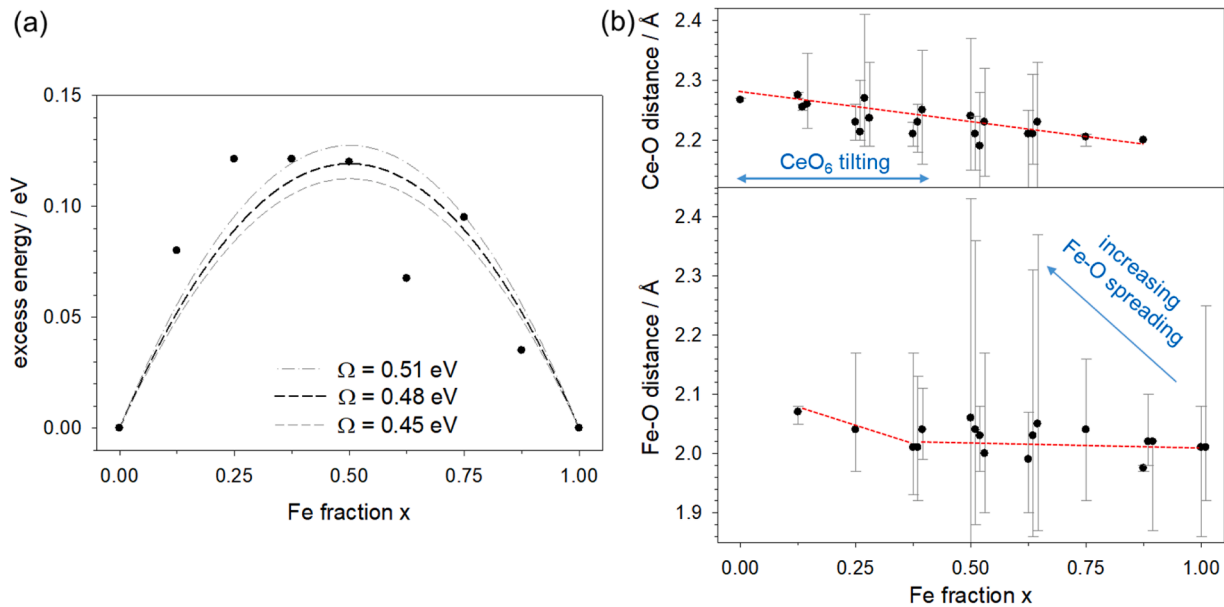 (a)
excess energy / eV
0.15
0.10
0.05
0.00
Ω = 0.51 eV
Ω = 0.48 eV
Ω = 0.45 eV
0.00 0.25 0.50 0.75 1.00
Fe fraction x
(b)
Ce-O distance / Å
2.4
2.3
2.2
CeO₆ tilting
Fe-O distance / Å
2.4
2.3
2.2
2.1
2.0
1.9
increasing
Fe-O spreading
0.00 0.25 0.50 0.75 1.00
Fe fraction x